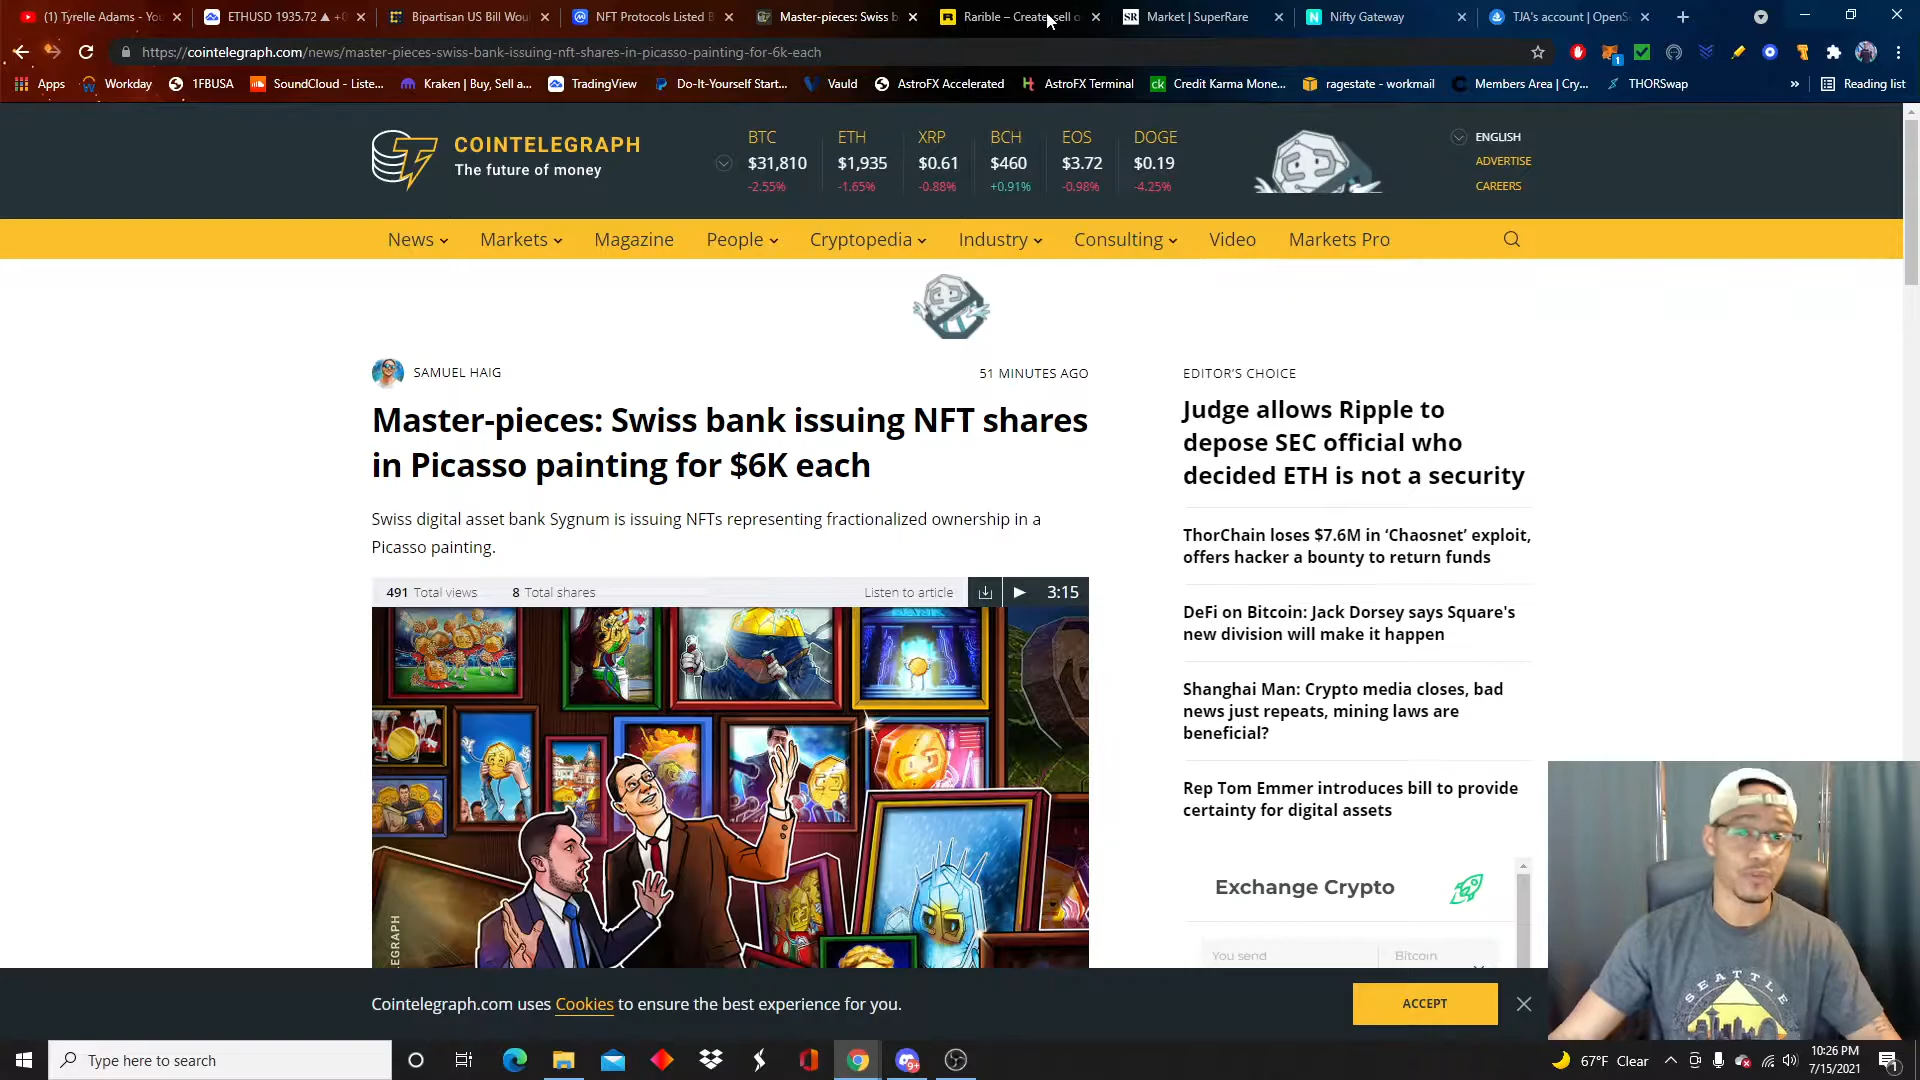 (1) Tyrelle Adams - You
ETHUSD 1935.72 ▲ +0
Bipartisan US Bill Wou
NFT Protocols Listed B
Master-pieces: Swiss b
Rarible – Create, sell o
SR Market | SuperRare
Nifty Gateway
TJA's account | OpenS
https://cointelegraph.com/news/master-pieces-swiss-bank-issuing-nft-shares-in-picasso-painting-for-6k-each
Apps
Workday
1FBUSA
SoundCloud - Liste...
Kraken | Buy, Sell a...
TradingView
Do-It-Yourself Start...
Vauld
AstroFX Accelerated
AstroFX Terminal
ck Credit Karma Mone...
ragestate - workmail
Members Area | Cry...
THORSwap
»
Reading list
COINTELEGRAPH
The future of money
BTC ETH XRP BCH EOS DOGE
$31,810 $1,935 $0.61 $460 $3.72 $0.19
-2.55% -1.65% -0.88% +0.91% -0.98% -4.25%
ENGLISH
ADVERTISE
CAREERS
News Markets Magazine People Cryptopedia Industry Consulting Video Markets Pro
SAMUEL HAIG
51 MINUTES AGO
Master-pieces: Swiss bank issuing NFT shares
in Picasso painting for $6K each
Swiss digital asset bank Sygnum is issuing NFTs representing fractionalized ownership in a
Picasso painting.
491 Total views 8 Total shares Listen to article 3:15
EDITOR'S CHOICE
Judge allows Ripple to
depose SEC official who
decided ETH is not a security
ThorChain loses $7.6M in ‘Chaosnet’ exploit,
offers hacker a bounty to return funds
DeFi on Bitcoin: Jack Dorsey says Square's
new division will make it happen
Shanghai Man: Crypto media closes, bad
news just repeats, mining laws are
beneficial?
Rep Tom Emmer introduces bill to provide
certainty for digital assets
Exchange Crypto
You send Bitcoin
ELEGRAPH
SEATTLE
Cointelegraph.com uses Cookies to ensure the best experience for you.
ACCEPT
Type here to search
67°F Clear
10:26 PM
7/15/2021